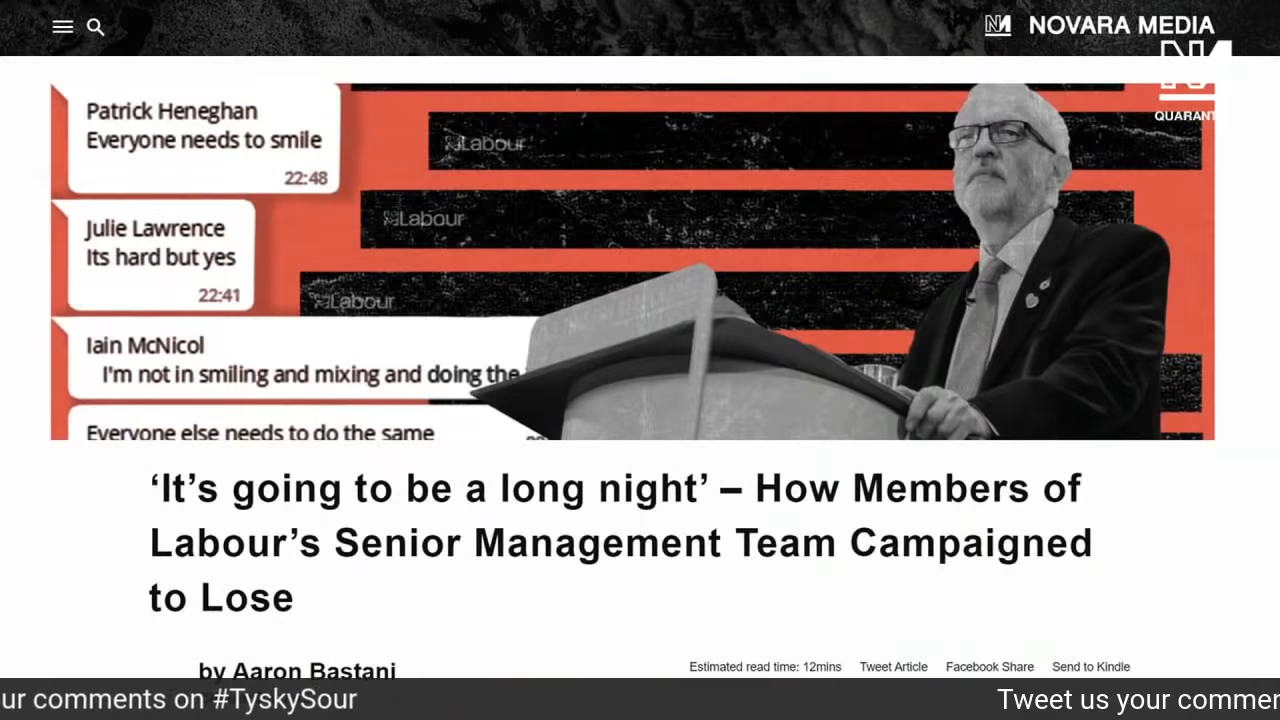 NOVARA MEDIA
QUARANT
Patrick Heneghan
Everyone needs to smile
22:48
Julie Lawrence
Its hard but yes
22:41
Iain McNicol
I'm not in smiling and mixing and doing the
Everyone else needs to do the same
Labour
Labour
Labour
‘It’s going to be a long night’ – How Members of
Labour’s Senior Management Team Campaigned
to Lose
by Aaron Bastani
Estimated read time: 12mins Tweet Article Facebook Share Send to Kindle
ur comments on #TyskySour Tweet us your commer